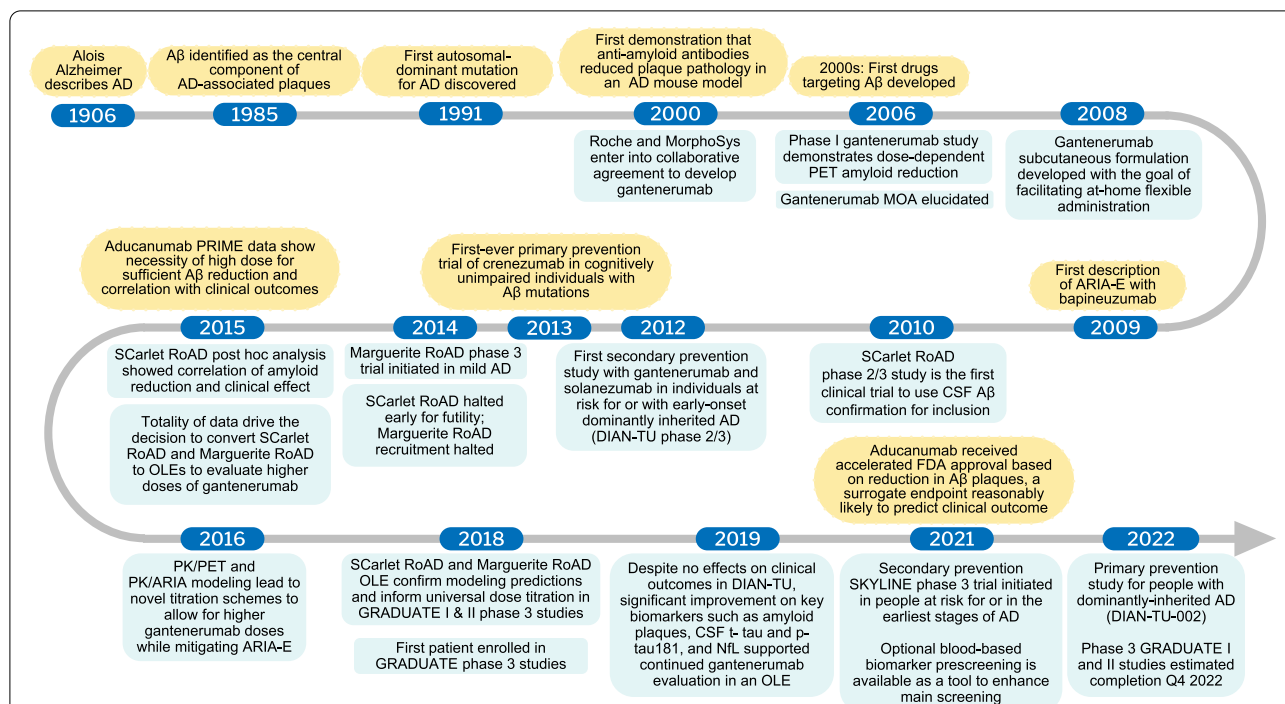 Alois
Alzheimer
describes AD
1906
Aβ identified as the central
component of
AD-associated plaques
1985
First autosomal-
dominant mutation
for AD discovered
1991
First demonstration that
anti-amyloid antibodies
reduced plaque pathology in
an AD mouse model
2000
Roche and MorphoSys
enter into collaborative
agreement to develop
gantenerumab
2000s: First drugs
targeting Aβ developed
2006
Phase I gantenerumab study
demonstrates dose-dependent
PET amyloid reduction
Gantenerumab MOA elucidated
2008
Gantenerumab
subcutaneous formulation
developed with the goal of
facilitating at-home flexible
administration
First description
of ARIA-E with
bapineuzumab
2009
2010
SCarlet RoAD
phase 2/3 study is the first
clinical trial to use CSF Aβ
confirmation for inclusion
2012
First secondary prevention
study with gantenerumab and
solanezumab in individuals at
risk for or with early-onset
dominantly inherited AD
(DIAN-TU phase 2/3)
First-ever primary prevention
trial of crenezumab in cognitively
unimpaired individuals with
Aβ mutations
2013
2014
Marguerite RoAD phase 3
trial initiated in mild AD
SCarlet RoAD halted
early for futility;
Marguerite RoAD
recruitment halted
Aducanumab PRIME data show
necessity of high dose for
sufficient Aβ reduction and
correlation with clinical outcomes
2015
SCarlet RoAD post hoc analysis
showed correlation of amyloid
reduction and clinical effect
Totality of data drive the
decision to convert SCarlet
RoAD and Marguerite RoAD
to OLEs to evaluate higher
doses of gantenerumab
2016
PK/PET and
PK/ARIA modeling lead to
novel titration schemes to
allow for higher
gantenerumab doses
while mitigating ARIA-E
2018
SCarlet RoAD and Marguerite RoAD
OLE confirm modeling predictions
and inform universal dose titration in
GRADUATE I & II phase 3 studies
First patient enrolled in
GRADUATE phase 3 studies
2019
Despite no effects on clinical
outcomes in DIAN-TU,
significant improvement on key
biomarkers such as amyloid
plaques, CSF t- tau and p-
tau181, and NfL supported
continued gantenerumab
evaluation in an OLE
Aducanumab received
accelerated FDA approval based
on reduction in Aβ plaques, a
surrogate endpoint reasonably
likely to predict clinical outcome
2021
Secondary prevention
SKYLINE phase 3 trial initiated
in people at risk for or in the
earliest stages of AD
Optional blood-based
biomarker prescreening is
available as a tool to enhance
main screening
2022
Primary prevention
study for people with
dominantly-inherited AD
(DIAN-TU-002)
Phase 3 GRADUATE I
and II studies estimated
completion Q4 2022